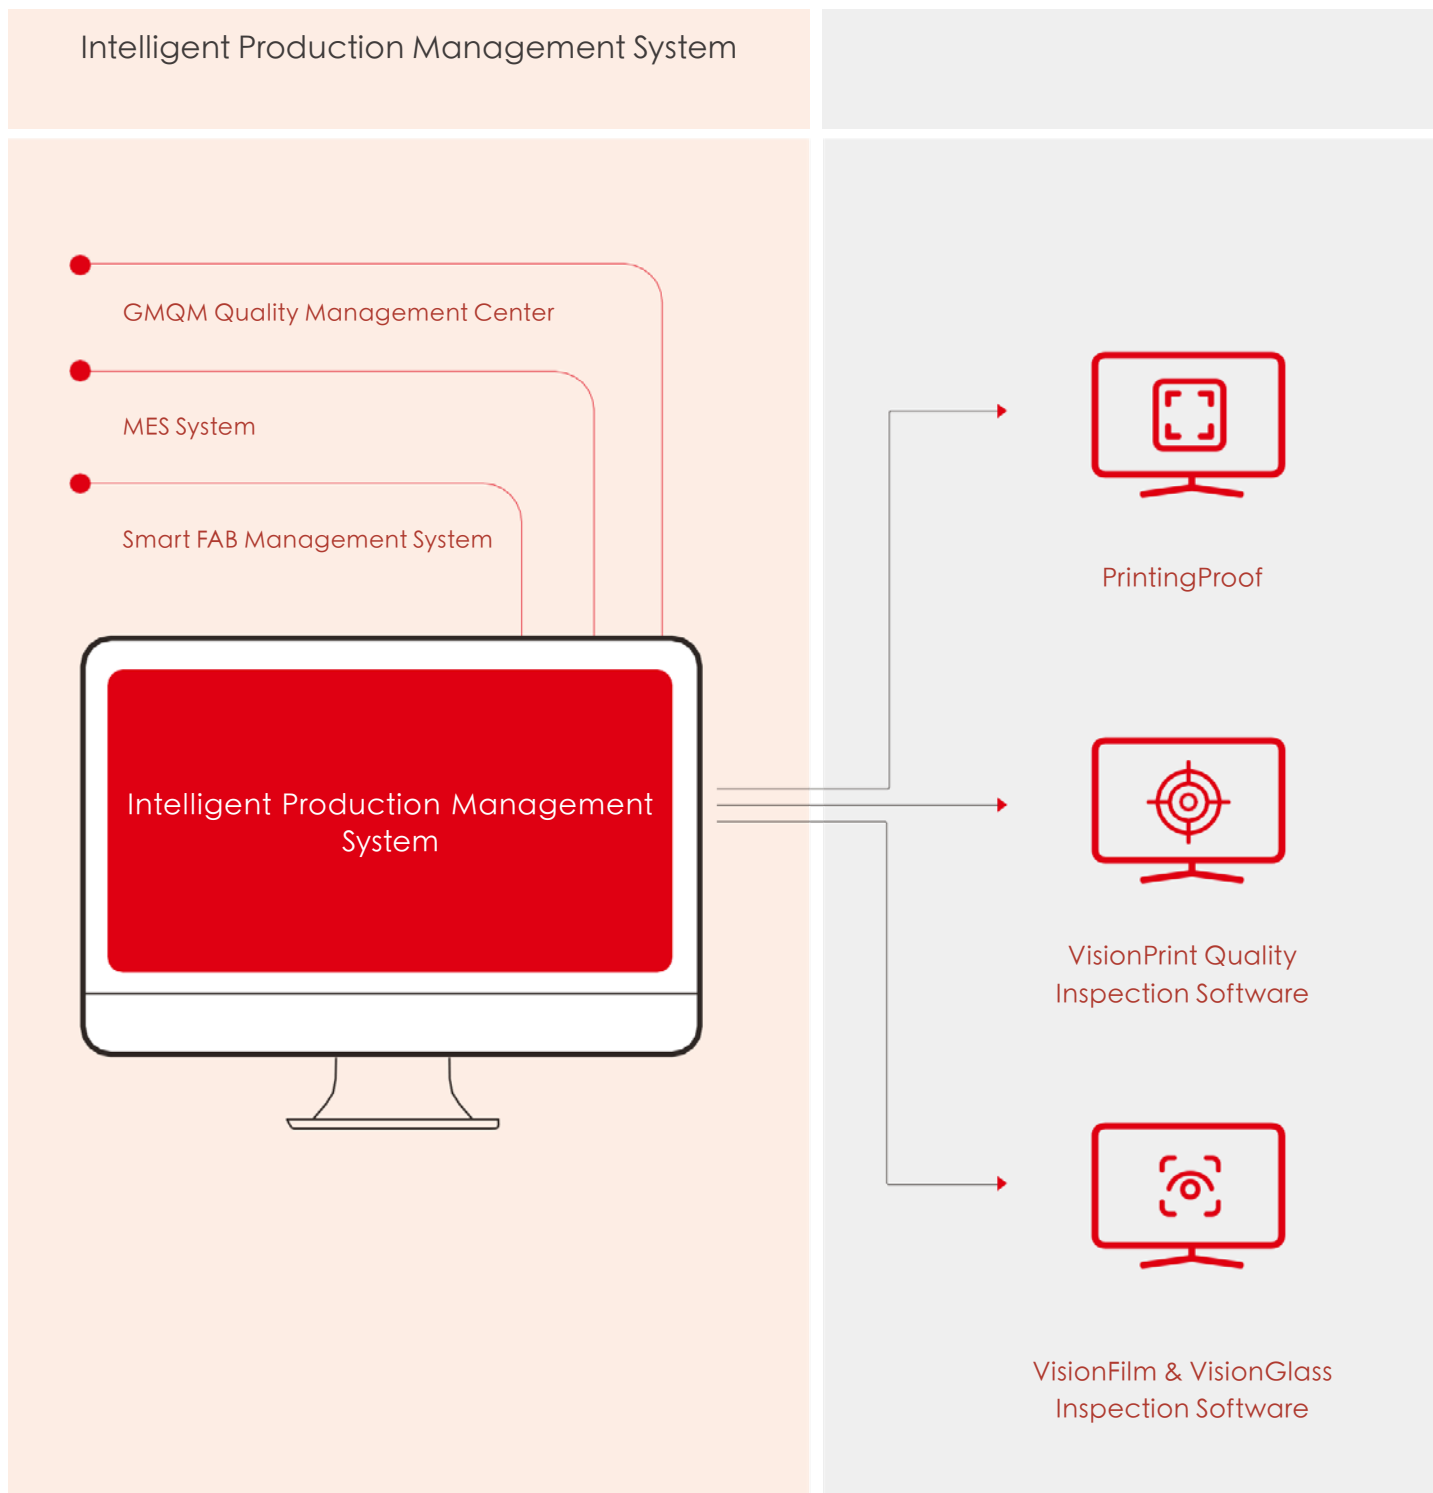 Intelligent Production Management System
GMQM Quality Management Center
MES System
Smart FAB Management System
Intelligent Production Management
System
PrintingProof
VisionPrint Quality
Inspection Software
VisionFilm & VisionGlass
Inspection Software